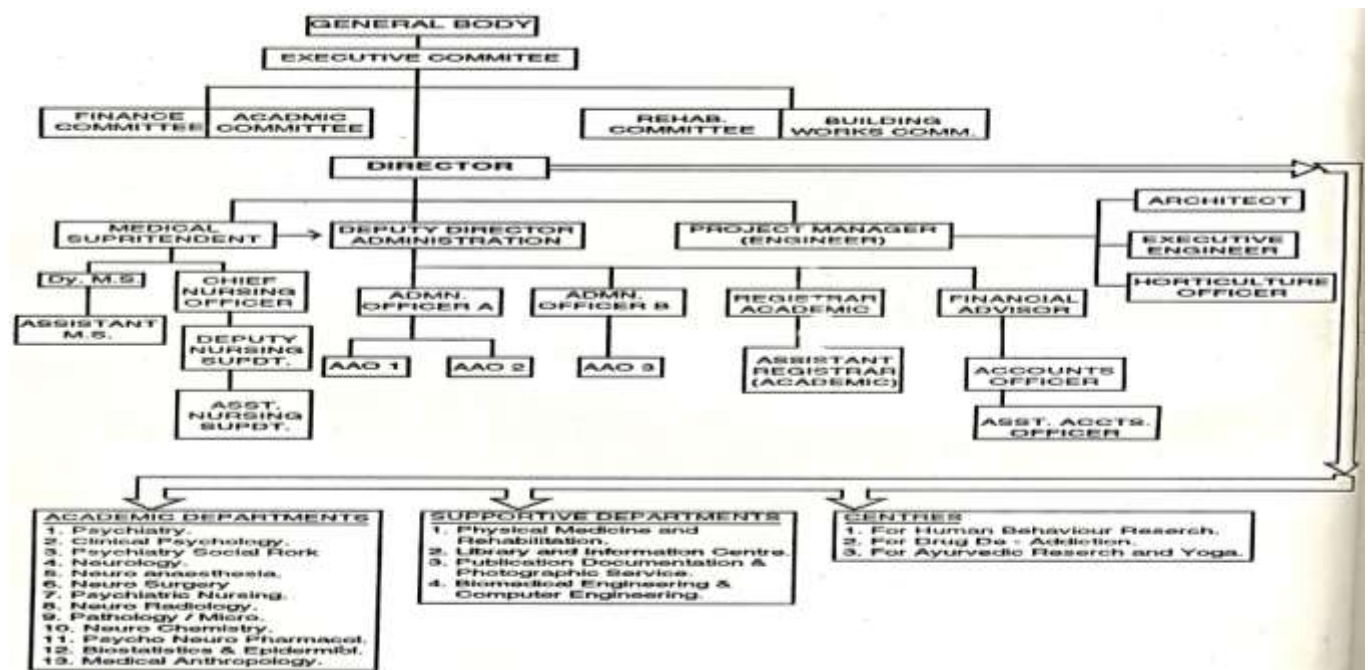 GENERAL BODY
EXECUTIVE COMMITEE
FINANCE
COMMITTEE
ACADMIC
COMMITTEE
REHAB.
COMMITTEE
BUILDING
WORKS COMM.
DIRECTOR
MEDICAL
SUPRITENDENT
DEPUTY DIRECTOR
ADMINISTRATION
PROJECT MANAGER
(ENGINEER)
ARCHITECT
EXECUTIVE
ENGINEER
HORTICULTURE
OFFICER
Dy. M.S.
CHIEF
NURSING
OFFICER
ADMN.
OFFICER A
ADMN.
OFFICER B
REGISTRAR
ACADEMIC
FINANCIAL
ADVISOR
ASSISTANT
M.S.
DEPUTY
NURSING
SUPDT.
AAO 1
AAO 2
AAO 3
ASSISTANT
REGISTRAR
(ACADEMIC)
ACCOUNTS
OFFICER
ASST.
NURSING
SUPDT.
ASST. ACCTS.
OFFICER
ACADEMIC DEPARTMENTS
1. Psychiatry.
2. Clinical Psychology.
3. Psychiatry Social Rork
4. Neurology.
5. Neuro anaesthesia.
6. Neuro Surgery
7. Psychiatric Nursing.
8. Neuro Radiology.
9. Pathology / Micro.
10. Neuro Chemistry.
11. Psycho Neuro Pharmacol.
12. Biostatistics &
13. Medical Anthropology.
SUPPORTIVE DEPARTMENTS
1. Physical Medicine and
Rehabilitation.
2. Library and Information Centre.
3. Publication Documentation &
Photographic Service.
4. Biomedical Engineering &
Computer Engineering.
CENTRES
1. For Human Behaviour Reserch.
2. For Drug De - Addiction.
3. For Ayurvedic Reserch and Yoga.